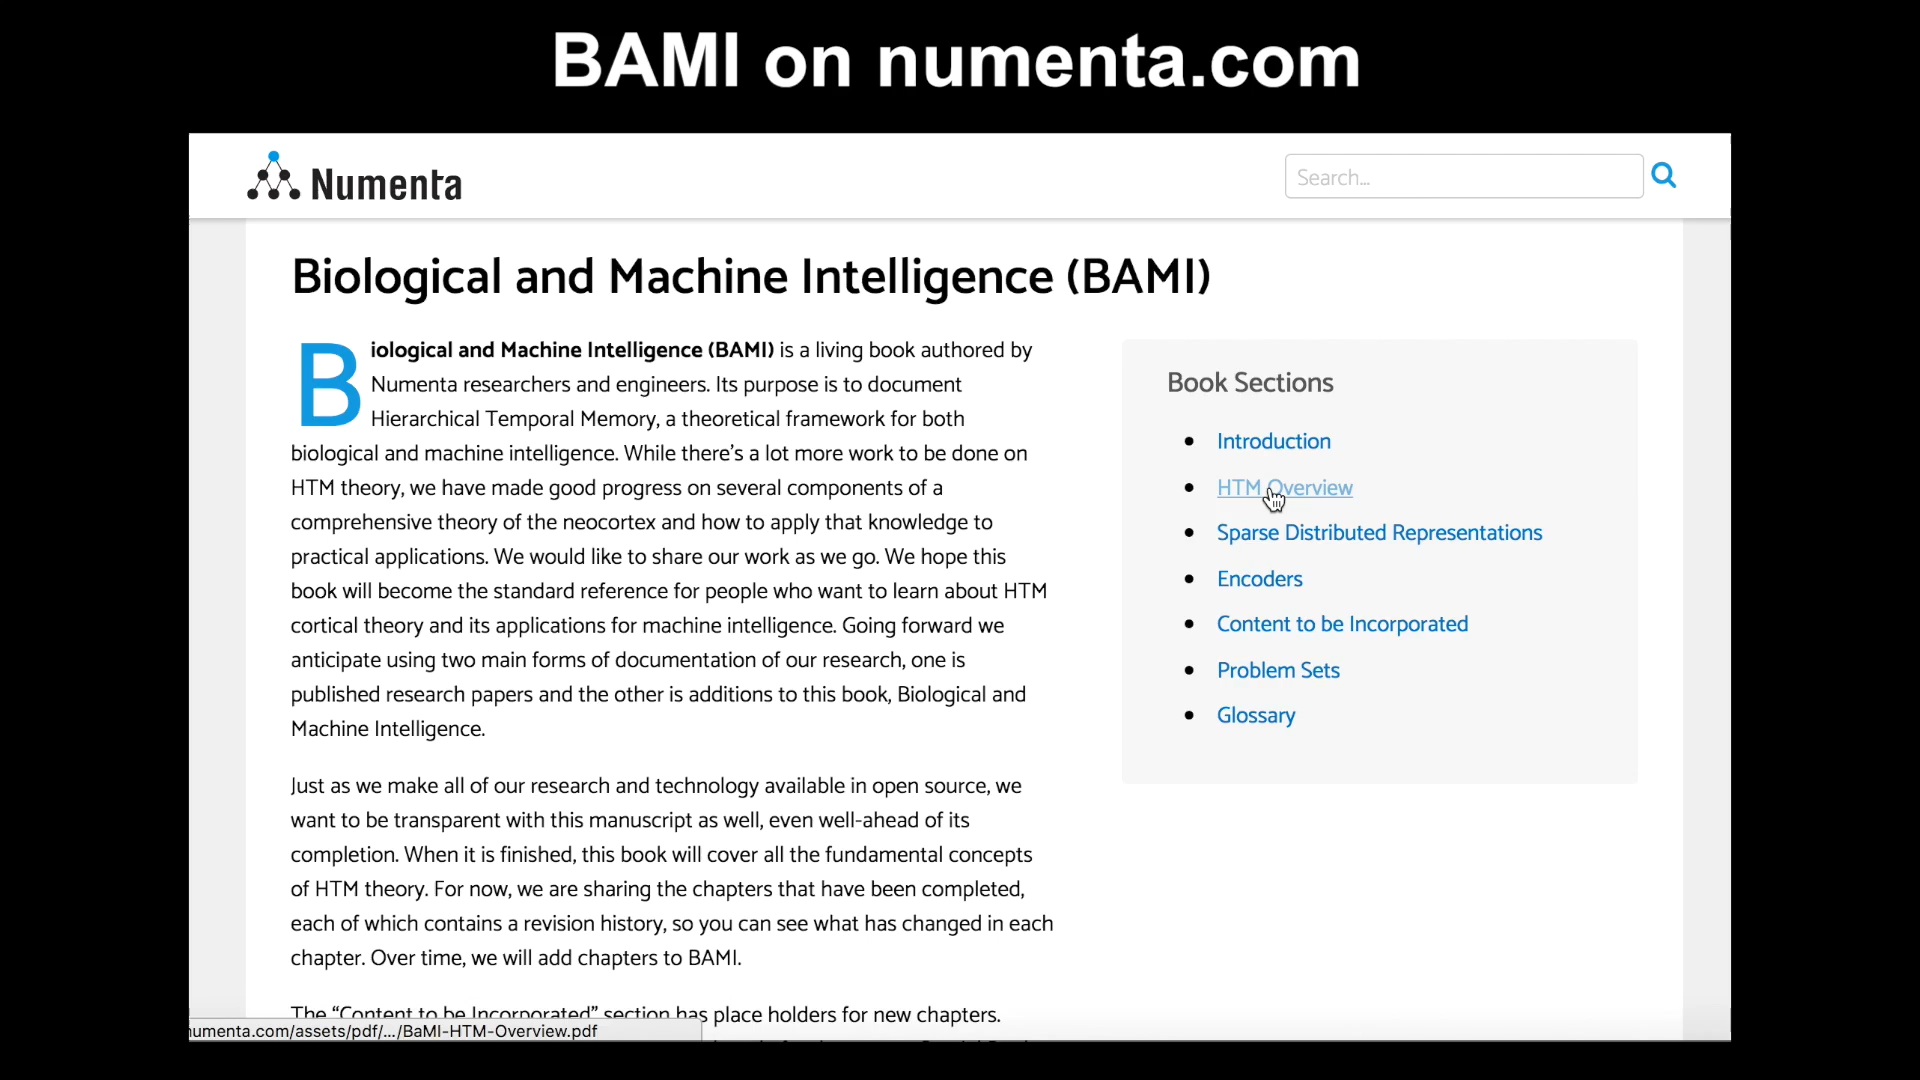 BAMI on numenta.com
Numenta
Search...
Biological and Machine Intelligence (BAMI)
Biological and Machine Intelligence (BAMI) is a living book authored by
Numenta researchers and engineers. Its purpose is to document
Hierarchical Temporal Memory, a theoretical framework for both
biological and machine intelligence. While there's a lot more work to be done on
HTM theory, we have made good progress on several components of a
comprehensive theory of the neocortex and how to apply that knowledge to
practical applications. We would like to share our work as we go. We hope this
book will become the standard reference for people who want to learn about HTM
cortical theory and its applications for machine intelligence. Going forward we
anticipate using two main forms of documentation of our research, one is
published research papers and the other is additions to this book, Biological and
Machine Intelligence.
Just as we make all of our research and technology available in open source, we
want to be transparent with this manuscript as well, even well-ahead of its
completion. When it is finished, this book will cover all the fundamental concepts
of HTM theory. For now, we are sharing the chapters that have been completed,
each of which contains a revision history, so you can see what has changed in each
chapter. Over time, we will add chapters to BAMI.
The “Content to be Incorporated” section has place holders for new chapters.
Book Sections
Introduction
HTM Overview
Sparse Distributed Representations
Encoders
Content to be Incorporated
Problem Sets
Glossary
numenta.com/assets/pdf/.../BaMI-HTM-Overview.pdf